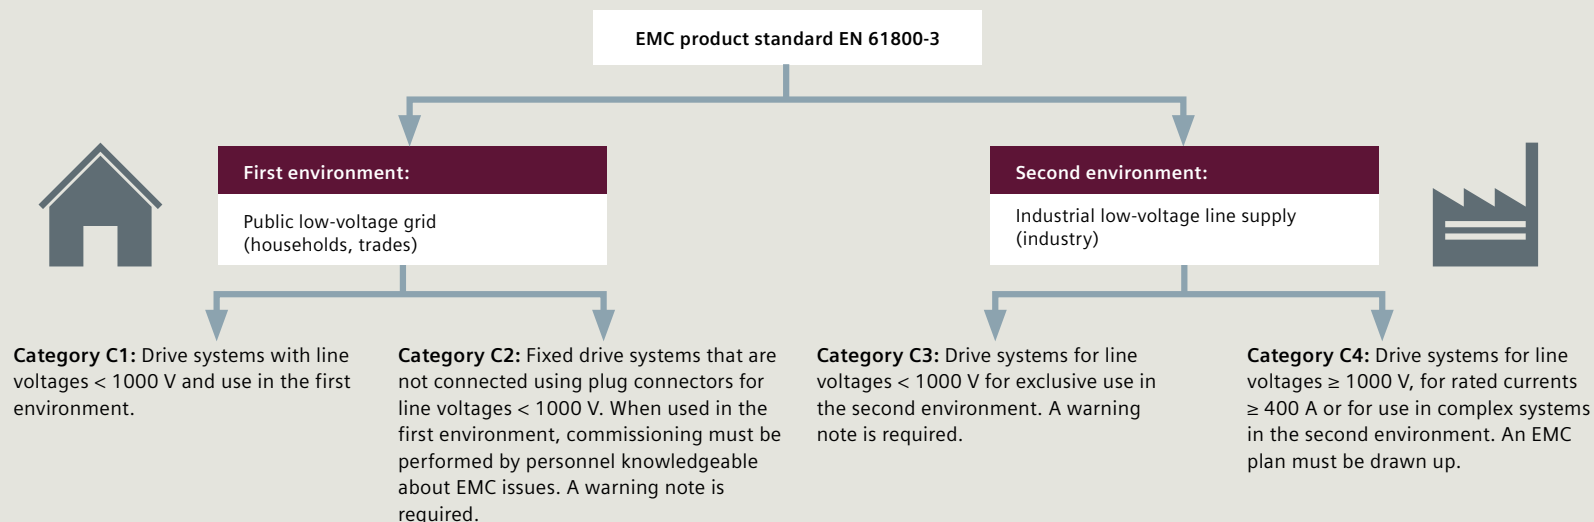 EMC product standard EN 61800-3
First environment:
Public low-voltage grid
(households, trades)
Second environment:
Industrial low-voltage line supply
(industry)
Category C1: Drive systems with line
voltages < 1000 V and use in the first
environment.
Category C2: Fixed drive systems that are
not connected using plug connectors for
line voltages < 1000 V. When used in the
first environment, commissioning must be
performed by personnel knowledgeable
about EMC issues. A warning note is
required.
Category C3: Drive systems for line
voltages < 1000 V for exclusive use in
the second environment. A warning
note is required.
Category C4: Drive systems for line
voltages ≥ 1000 V, for rated currents
≥ 400 A or for use in complex systems
in the second environment. An EMC
plan must be drawn up.